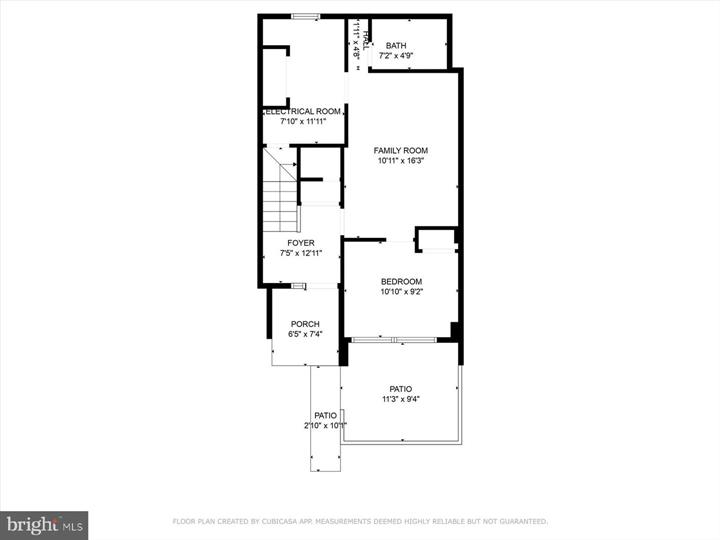 HALL
1'11" x 4'8"
BATH
7'2" x 4'9"
ELECTRICAL ROOM
7'10" x 11'11"
FAMILY ROOM
10'11" x 16'3"
FOYER
7'5" x 12'11"
BEDROOM
10'10" x 9'2"
PORCH
6'5" x 7'4"
PATIO
11'3" x 9'4"
PATIO
2'10" x 10'1"
FLOOR PLAN CREATED BY CUBICASA APP. MEASUREMENTS DEEMED HIGHLY RELIABLE BUT NOT GUARANTEED.
bright MLS